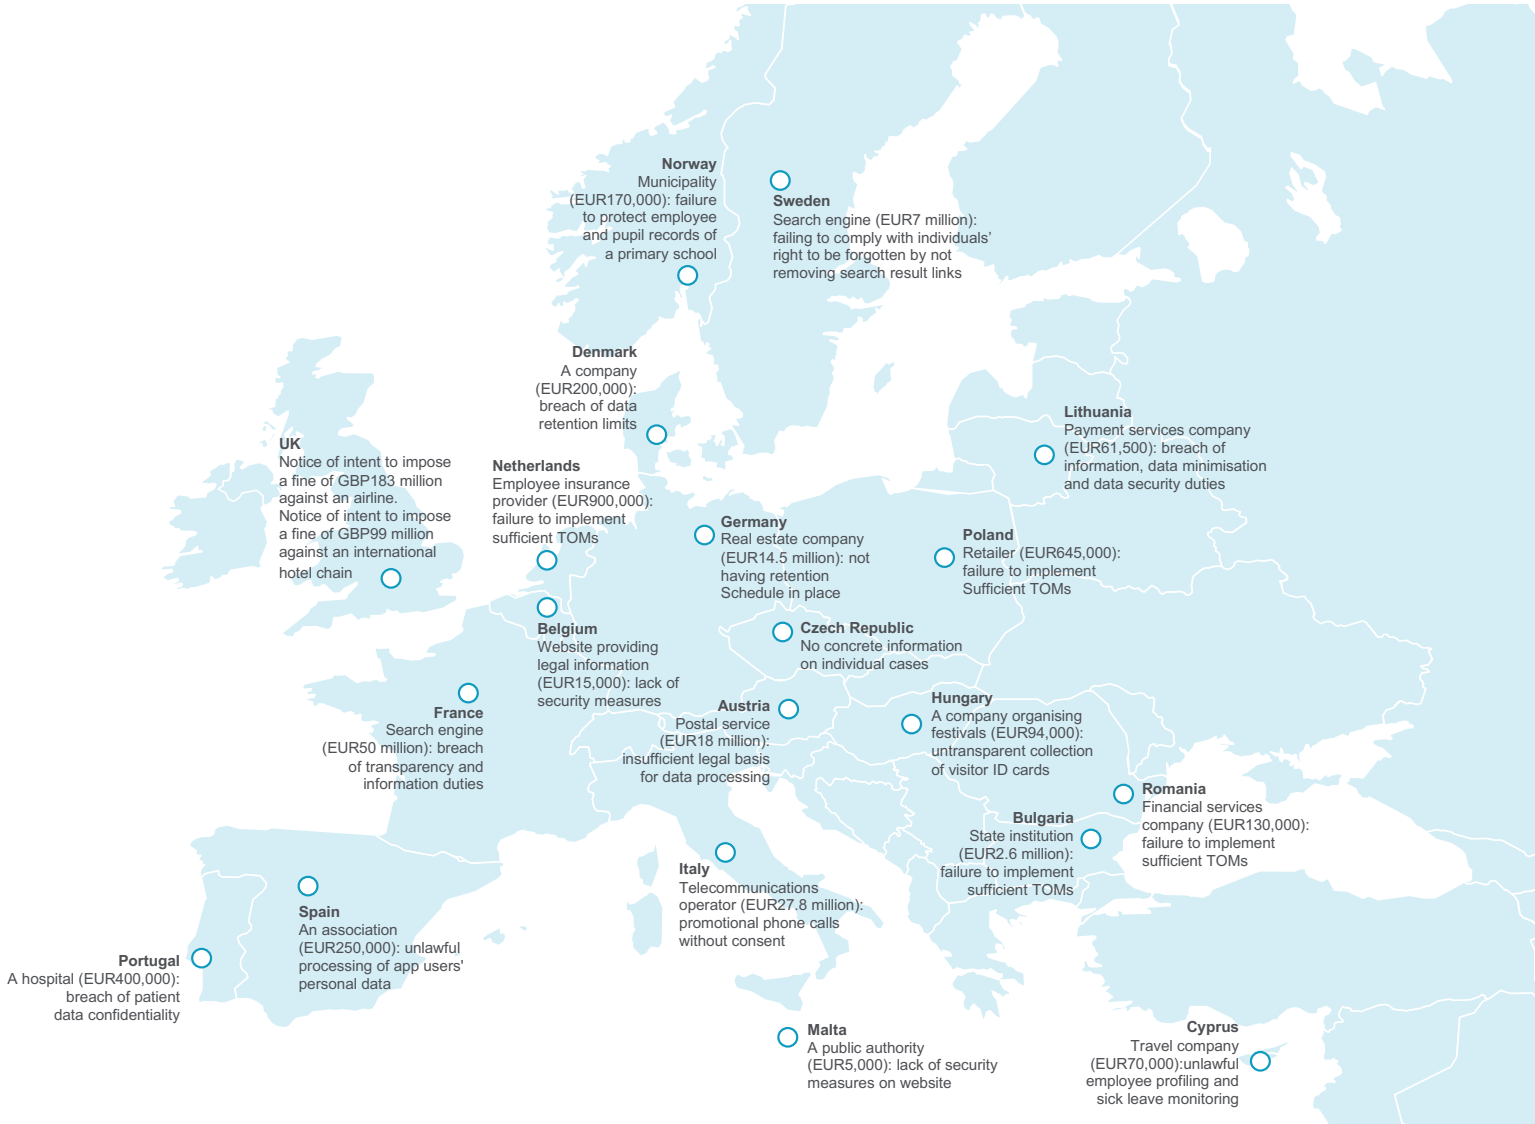 Norway
Municipality
(EUR170,000): failure
to protect employee
and pupil records of
a primary school
Sweden
Search engine (EUR7 million):
failing to comply with individuals’
right to be forgotten by not
removing search result links
Denmark
A company
(EUR200,000):
breach of data
retention limits
Lithuania
Payment services company
(EUR61,500): breach of
information, data minimisation
and data security duties
UK
Notice of intent to impose
a fine of GBP183 million
against an airline.
Notice of intent to impose
a fine of GBP99 million
against an international
hotel chain
Netherlands
Employee insurance
provider (EUR900,000):
failure to implement
sufficient TOMs
Germany
Real estate company
(EUR14.5 million): not
having retention
Schedule in place
Poland
Retailer (EUR645,000):
failure to implement
Sufficient TOMs
Belgium
Website providing
legal information
(EUR15,000): lack of
security measures
Czech Republic
No concrete information
on individual cases
France
Search engine
(EUR50 million): breach
of transparency and
information duties
Austria
Postal service
(EUR18 million):
insufficient legal basis
for data processing
Hungary
A company organising
festivals (EUR94,000):
untransparent collection
of visitor ID cards
Romania
Financial services
company (EUR130,000):
failure to implement
sufficient TOMs
Bulgaria
State institution
(EUR2.6 million):
failure to implement
sufficient TOMs
Italy
Telecommunications
operator (EUR27.8 million):
promotional phone calls
without consent
Spain
An association
(EUR250,000): unlawful
processing of app users'
personal data
Portugal
A hospital (EUR400,000):
breach of patient
data confidentiality
Malta
A public authority
(EUR5,000): lack of security
measures on website
Cyprus
Travel company
(EUR70,000):unlawful
employee profiling and
sick leave monitoring